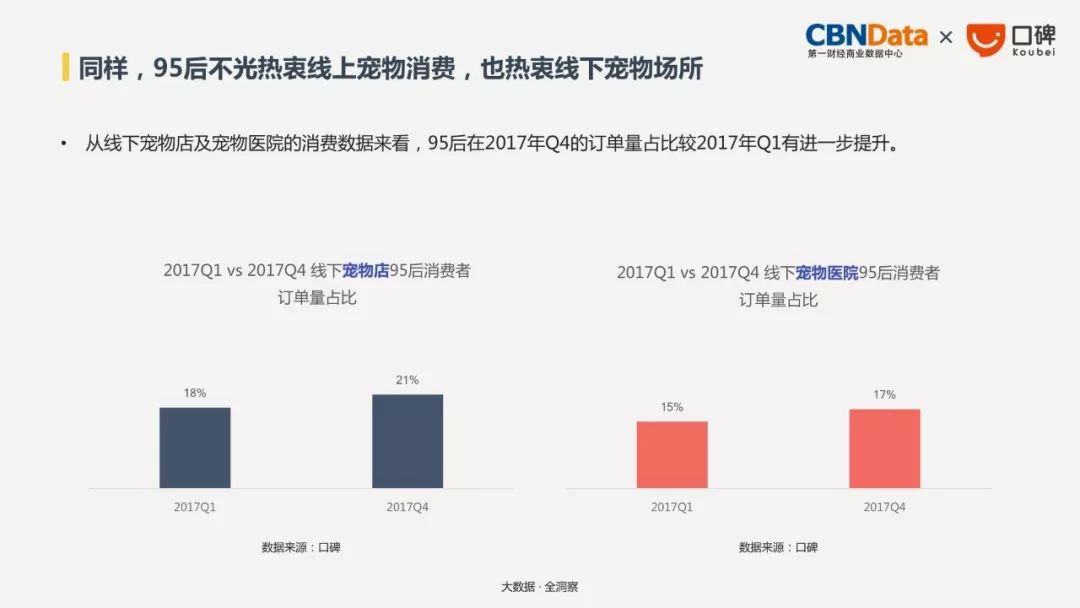 CBNData
第一财经商业数据中心
×
口碑
Koubei
同样，95后不光热衷线上宠物消费，也热衷线下宠物场所
• 从线下宠物店及宠物医院的消费数据来看，95后在2017年Q4的订单量占比较2017年Q1有进一步提升。
2017Q1 vs 2017Q4 线下宠物店95后消费者
订单量占比
18%
21%
2017Q1
2017Q4
数据来源：口碑
2017Q1 vs 2017Q4 线下宠物医院95后消费者
订单量占比
15%
17%
2017Q1
2017Q4
数据来源：口碑
大数据·全洞察